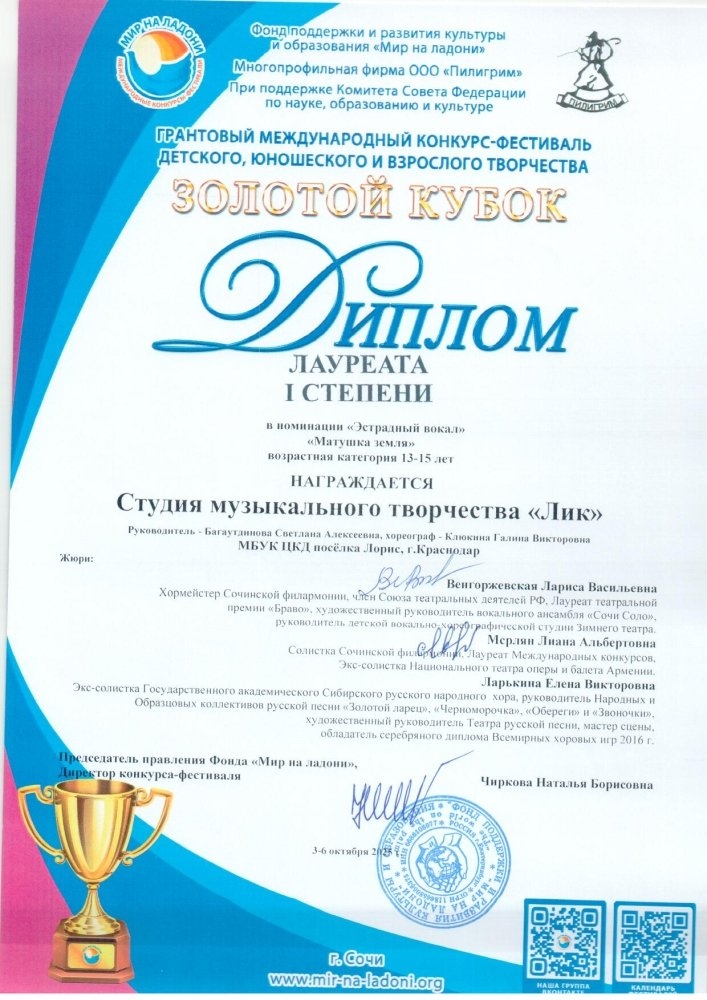 МИР НА ЛАДОНИ
МЕЖДУНАРОДНЫЕ КОНКУРСЫ-ФЕСТИВАЛИ
Фонд поддержки и развития культуры
и образования «Мир на ладони»
Многопрофильная фирма ООО «Пилигрим»
При поддержке Комитета Совета Федерации
по науке, образованию и культуре
ПИЛИГРИМ
ГРАНТОВЫЙ МЕЖДУНАРОДНЫЙ КОНКУРС-ФЕСТИВАЛЬ
ДЕТСКОГО, ЮНОШЕСКОГО И ВЗРОСЛОГО ТВОРЧЕСТВА
ЗОЛОТОЙ КУБОК
Диплом
ЛАУРЕАТА
I СТЕПЕНИ
в номинации «Эстрадный вокал»
«Матушка земля»
возрастная категория 13-15 лет
НАГРАЖДАЕТСЯ
Студия музыкального творчества «Лик»
Руководитель - Багаутдинова Светлана Алексеевна, хореограф - Клюкина Галина Викторовна
МБУК ЦКД посёлка Лорис, г.Краснодар
Жюри:
Венгоржевская Лариса Васильевна
Хормейстер Сочинской филармонии, член Союза театральных деятелей РФ, Лауреат театральной
премии «Браво», художественный руководитель вокального ансамбля «Сочи Соло»,
руководитель детской вокально-хореографичесской студии Зимнего театра.
Мерлян Лиана Альбертовна
Солистка Сочинской филармонии, Лауреат Международных конкурсов,
Экс-солистка Национального театра оперы и балета Армении.
Ларькина Елена Викторовна
Экс-солистка Государственного академического Сибирского русского народного хора, руководитель Народных и
Образцовых коллективов русской песни «Золотой ларец», «Черноморочка», «Обереги» и «Звоночки»,
художественный руководитель Театра русской песни, мастер сцены,
обладатель серебряного диплома Всемирных хоровых игр 2016 г.
Председатель правления Фонда «Мир на ладони»,
Директор конкурса-фестиваля
Чиркова Наталья Борисовна
3-6 октября
г. Сочи
www.mir-na-ladoni.org
НАША ГРУППА
ВКОНТАКТЕ
КАЛЕНДАРЬ